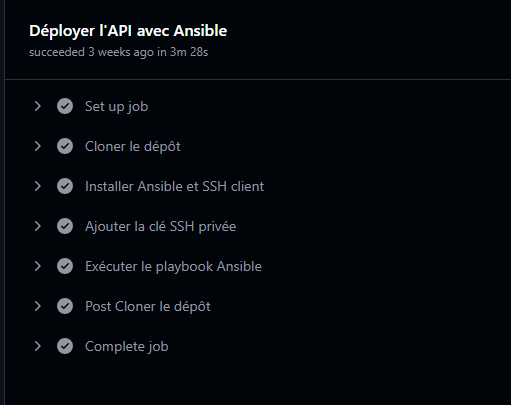 Déployer l'API avec Ansible
succeeded 3 weeks ago in 3m 28s
Set up job
Cloner le dépôt
Installer Ansible et SSH client
Ajouter la clé SSH privée
Exécuter le playbook Ansible
Post Cloner le dépôt
Complete job